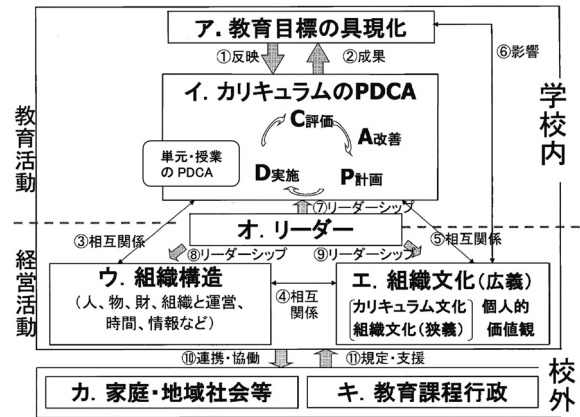 ア．教育目標の具現化
①反映
②成果
⑥影響
イ．カリキュラムのPDCA
C評価
A改善
P計画
D実施
単元・授業
のPDCA
教育活動
学校内
⑦リーダーシップ
オ．リーダー
③相互関係
⑧リーダーシップ
⑨リーダーシップ
⑤相互関係
経営活動
ウ．組織構造
（人、物、財、組織と運営、
時間、情報など）
④相互
関係
エ．組織文化（広義）
カリキュラム文化
組織文化（狭義）
個人的
価値観
⑩連携・協働
⑪規定・支援
カ．家庭・地域社会等
キ．教育課程行政
校外